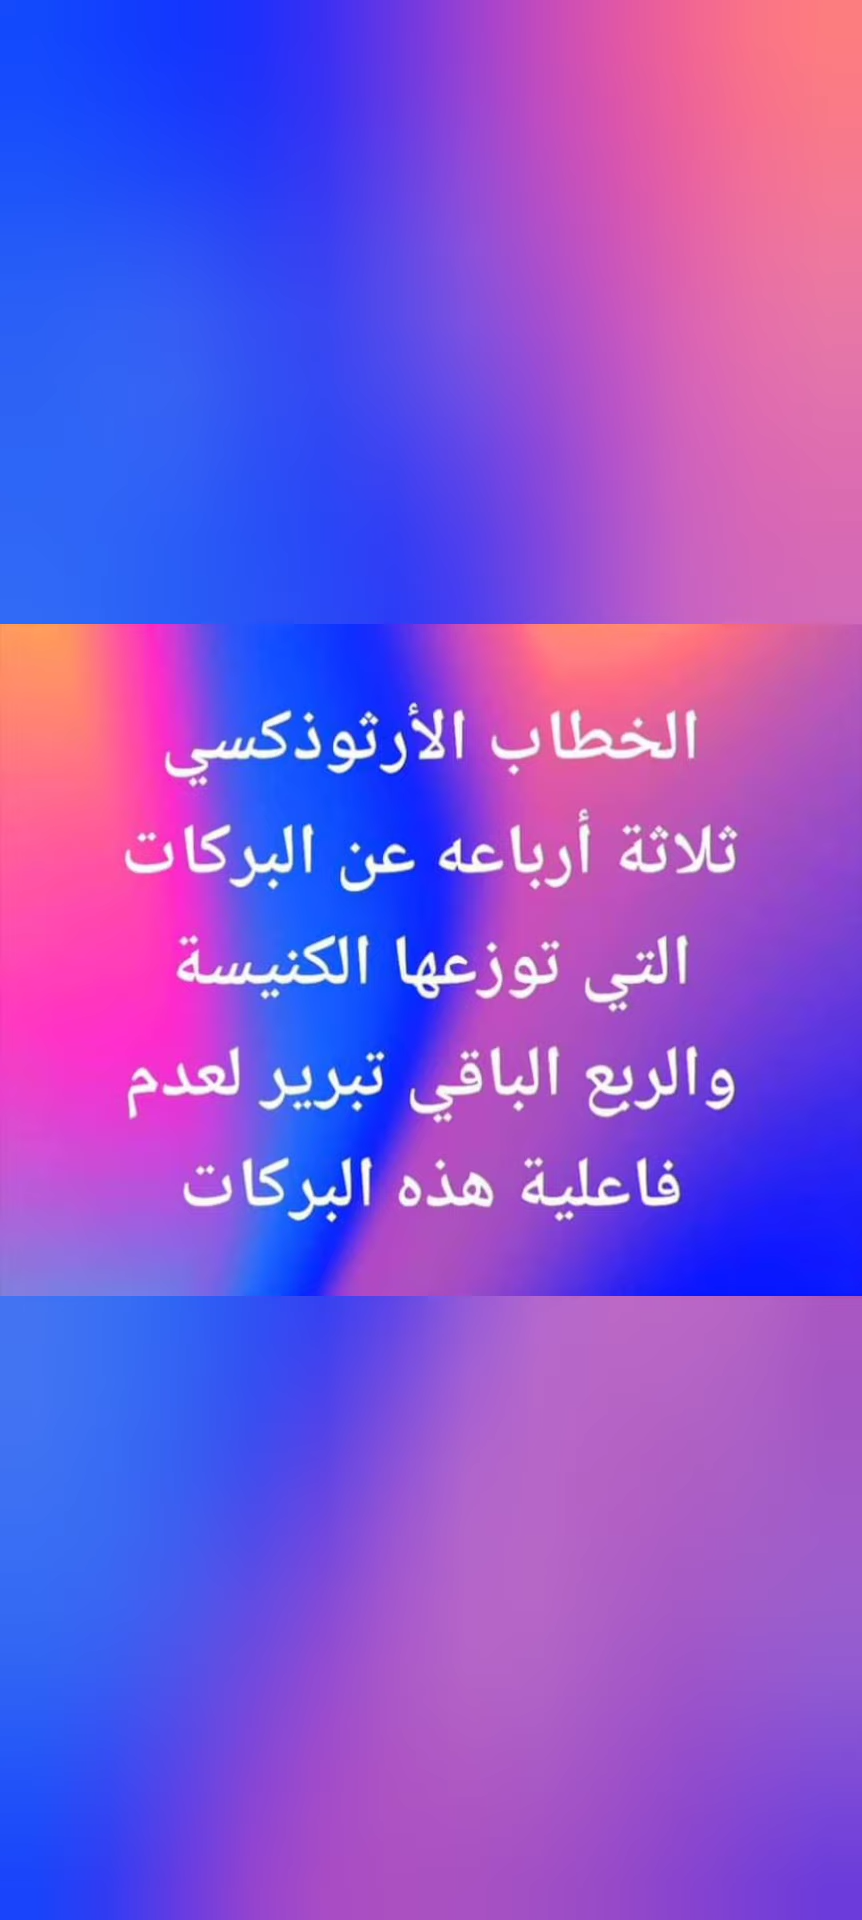 الخطاب الأرثوذكسي
ثلاثة أرباعه عن البركات
التي توزعها الكنيسة
والربع الباقي تبرير لعدم
فاعلية هذه البركات